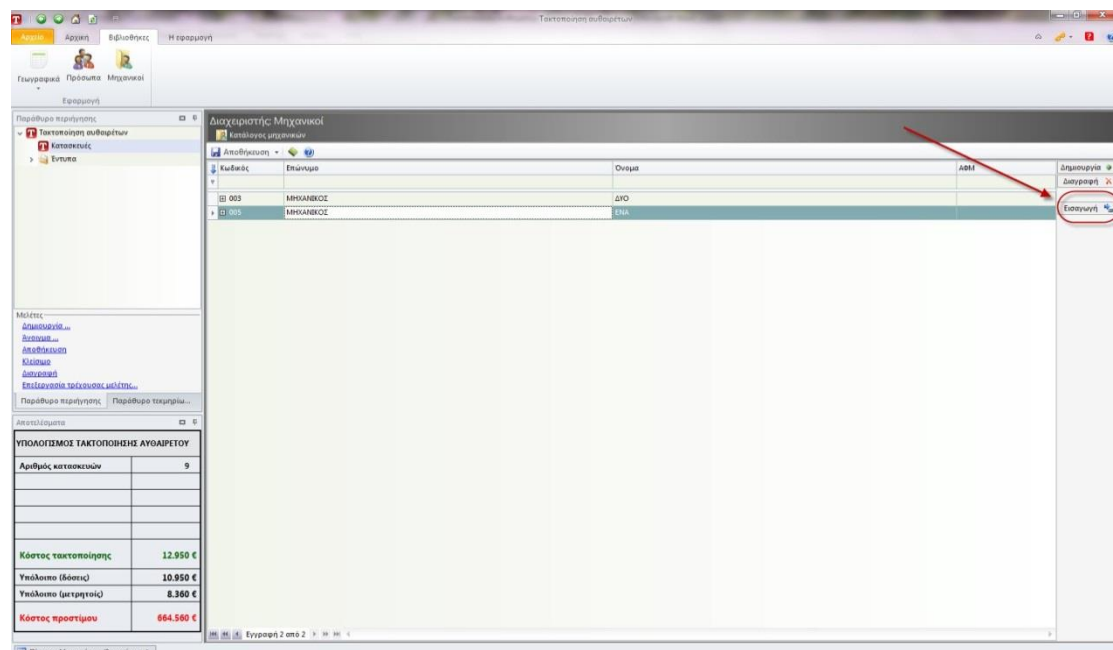 Τακτοποίηση αυθαιρέτων
Αρχείο Αρχική Βιβλιοθήκες Η εφαρμογή
Γεωγραφικά Πρόσωπα Μηχανικοί
Εφαρμογή
Παράθυρο περιήγησης
Τακτοποίηση αυθαιρέτων
Κατασκευές
Έντυπα
Μελέτες
Δημιουργία ...
Άνοιγμα ...
Αποθήκευση
Κλείσιμο
Διαγραφή
Επεξεργασία τρέχουσας μελέτης...
Παράθυρο περιήγησης Παράθυρο τεκμηρίω...
Αποτελέσματα
ΥΠΟΛΟΓΙΣΜΟΣ ΤΑΚΤΟΠΟΙΗΣΗΣ ΑΥΘΑΙΡΕΤΟΥ
Αριθμός κατασκευών 9
Κόστος τακτοποίησης 12.950 €
Υπόλοιπο (δόσεις) 10.950 €
Υπόλοιπο (μετρητοίς) 8.360 €
Κόστος προστίμου 664.560 €
Διαχειριστής: Μηχανικοί
Κατάλογος μηχανικών
Αποθήκευση
Κωδικός Επώνυμο Όνομα ΑΦΜ
003 ΜΗΧΑΝΙΚΟΣ ΔΥΟ
005 ΜΗΧΑΝΙΚΟΣ ΕΝΑ
Δημιουργία
Διαγραφή
Εισαγωγή
Εγγραφή 2 από 2